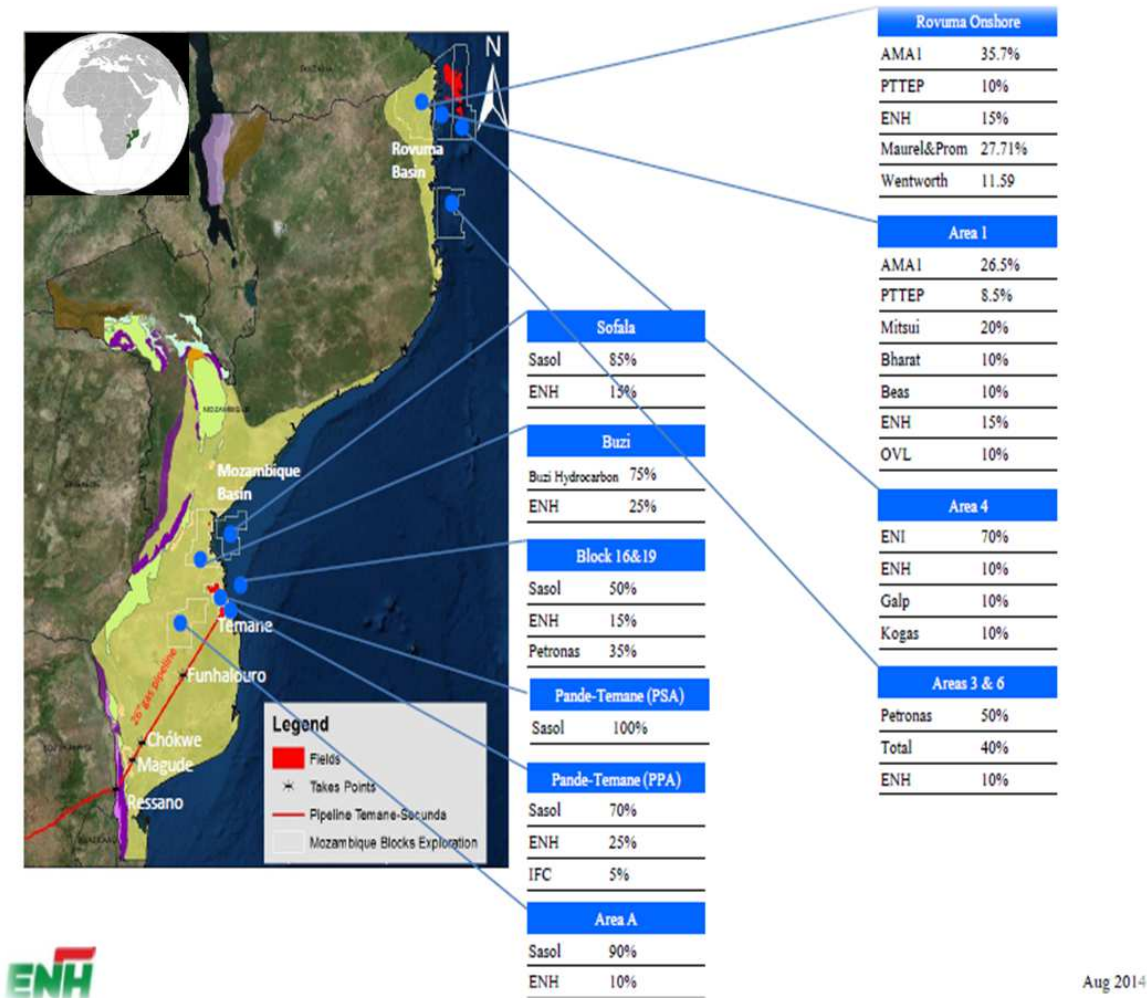 N
Rovuma
Basin
MOZAMBIQUE
Mozambique
Basin
Temane
Funhalouro
26" gas pipeline
Chókwe
Magude
Ressano
Legend
Fields
Takes Points
Pipeline Temane-Secunda
Mozambique Blocks Exploration
Sofala
Sasol 85%
ENH 15%
Buzi
Buzi Hydrocarbon 75%
ENH 25%
Block 16&19
Sasol 50%
ENH 15%
Petronas 35%
Pande-Temane (PSA)
Sasol 100%
Pande-Temane (PPA)
Sasol 70%
ENH 25%
IFC 5%
Area A
Sasol 90%
ENH 10%
Rovuma Onshore
AMA1 35.7%
PTTEP 10%
ENH 15%
Maurel&Prom 27.71%
Wentworth 11.59
Area 1
AMA1 26.5%
PTTEP 8.5%
Mitsui 20%
Bharat 10%
Beas 10%
ENH 15%
OVL 10%
Area 4
ENI 70%
ENH 10%
Galp 10%
Kogas 10%
Areas 3 & 6
Petronas 50%
Total 40%
ENH 10%
ENH
Aug 2014